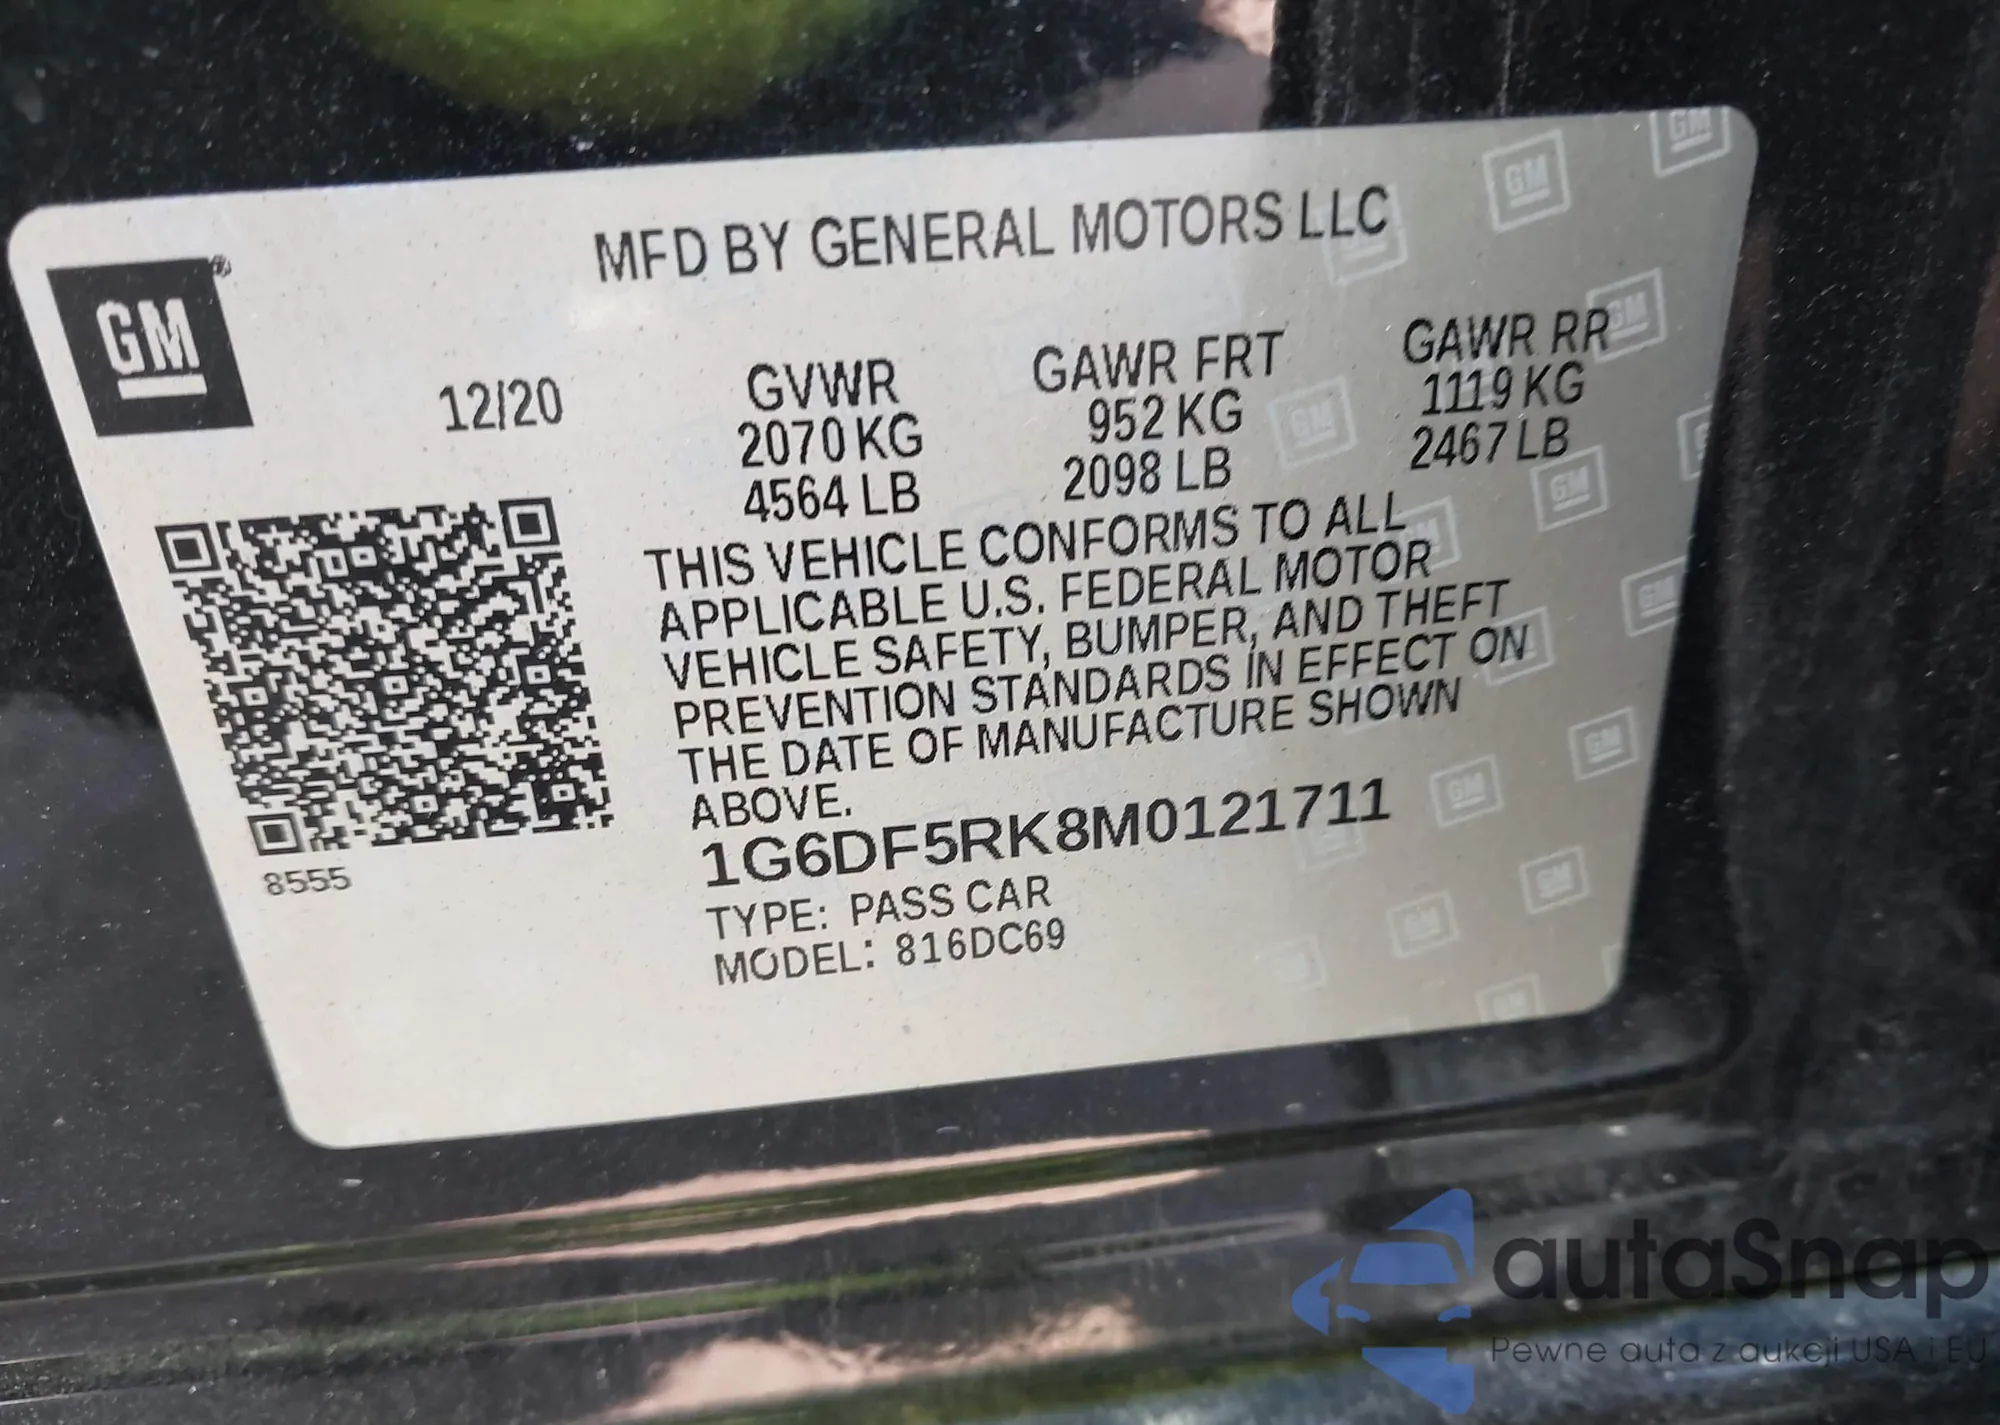 MFD BY GENERAL MOTORS LLC
GM®
12/20
GVWR
2070 KG
4564 LB
GAWR FRT
952 KG
2098 LB
GAWR RR
1119 KG
2467 LB
THIS VEHICLE CONFORMS TO ALL
APPLICABLE U.S. FEDERAL MOTOR
VEHICLE SAFETY, BUMPER, AND THEFT
PREVENTION STANDARDS IN EFFECT ON
THE DATE OF MANUFACTURE SHOWN
ABOVE.
1G6DF5RK8M0121711
TYPE: PASS CAR
MODEL: 816DC69
8555
autaSnap
Pewne auta z aukcji USA i EU